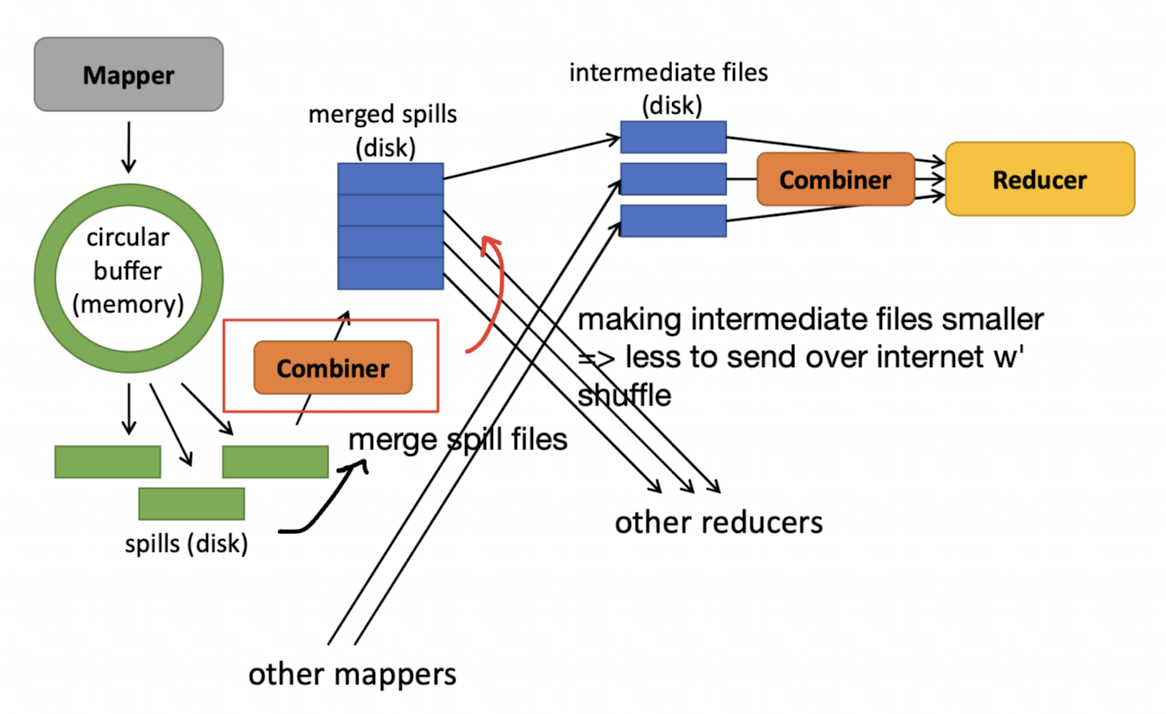 Mapper
circular
buffer
(memory)
spills (disk)
merged spills
(disk)
Combiner
merge spill files
intermediate files
(disk)
Combiner
Reducer
making intermediate files smaller
=> less to send over internet w'
shuffle
other reducers
other mappers